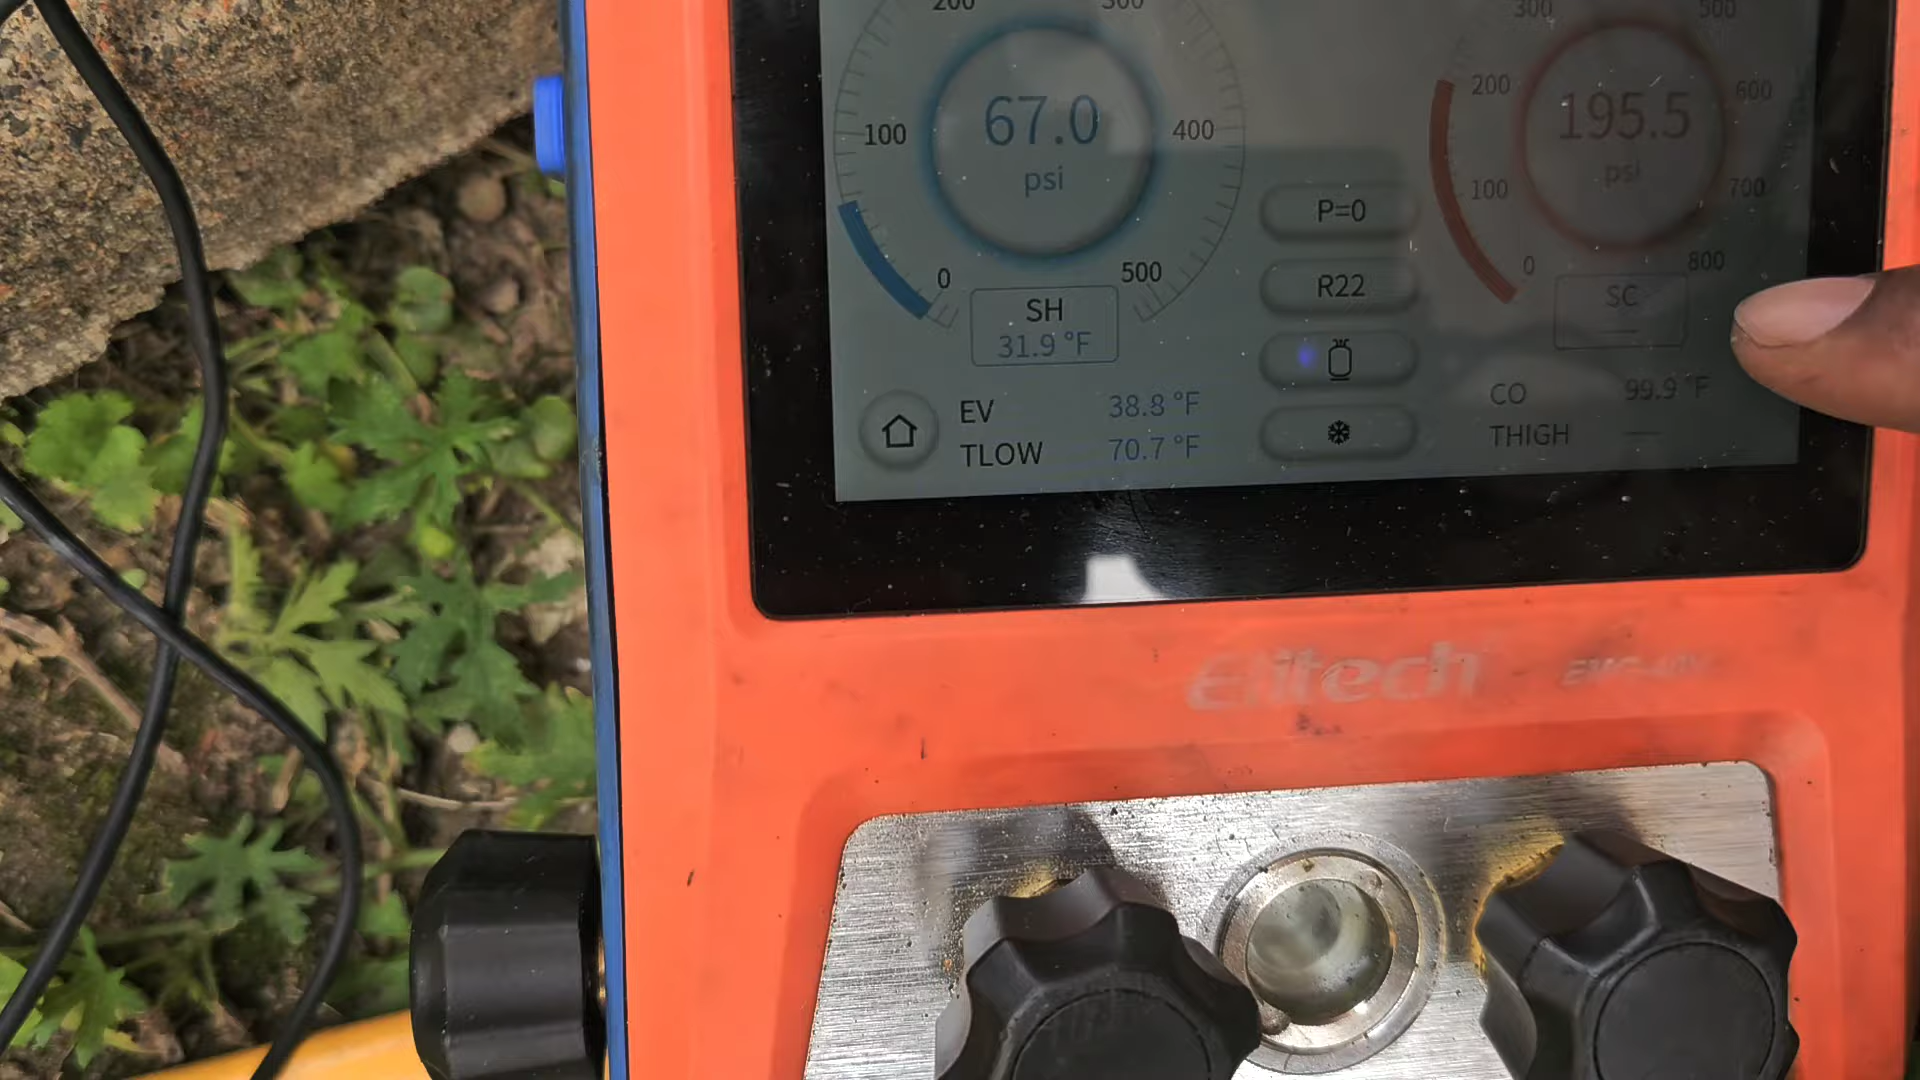 200
300
100
67.0
psi
400
0
500
SH
31.9 °F
EV
38.8 °F
TLOW
70.7 °F
P=0
R22
300
500
200
195.5
psi
600
100
700
0
800
SC
CO
99.9 °F
THIGH
Elitech